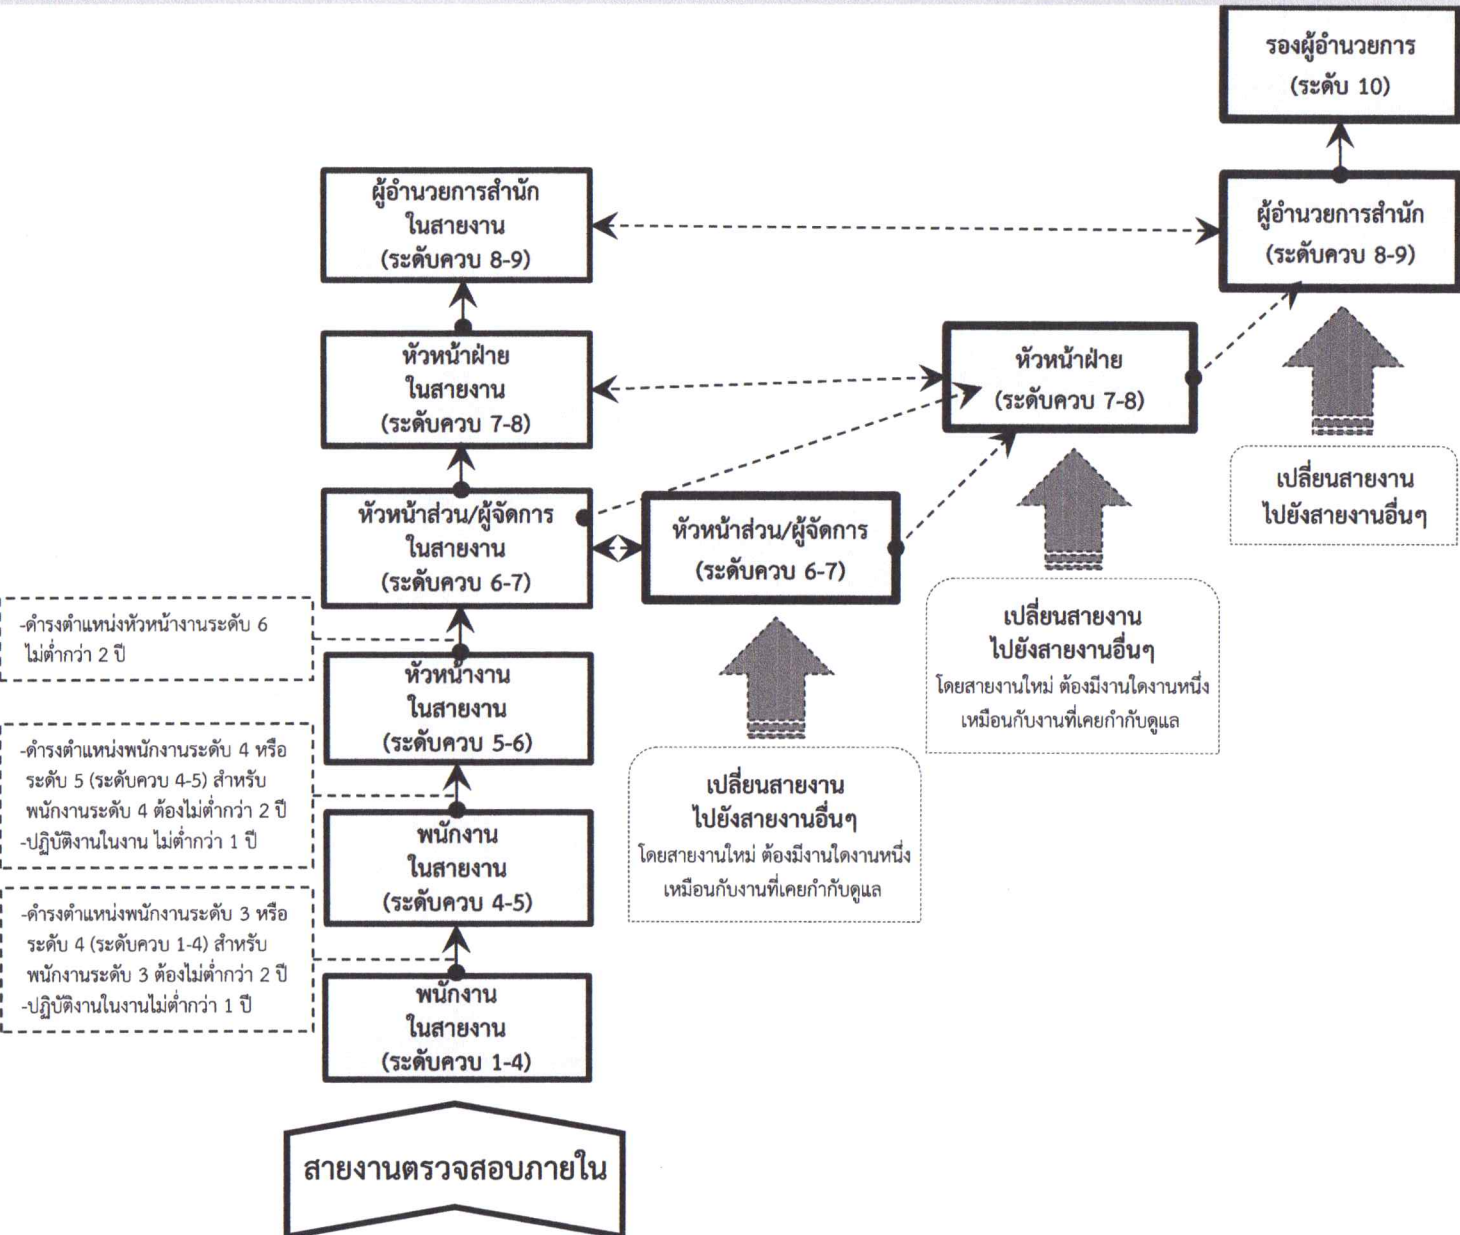 รองผู้อำนวยการ
(ระดับ 10)
ผู้อำนวยการสำนัก
ในสายงาน
(ระดับควบ 8-9)
ผู้อำนวยการสำนัก
(ระดับควบ 8-9)
หัวหน้าฝ่าย
ในสายงาน
(ระดับควบ 7-8)
หัวหน้าฝ่าย
(ระดับควบ 7-8)
เปลี่ยนสายงาน
ไปยังสายงานอื่นๆ
หัวหน้าส่วน/ผู้จัดการ
ในสายงาน
(ระดับควบ 6-7)
หัวหน้าส่วน/ผู้จัดการ
(ระดับควบ 6-7)
เปลี่ยนสายงาน
ไปยังสายงานอื่นๆ
โดยสายงานใหม่ ต้องมีงานใดงานหนึ่ง
เหมือนกับงานที่เคยกำกับดูแล
-ดำรงตำแหน่งหัวหน้างานระดับ 6
ไม่ต่ำกว่า 2 ปี
หัวหน้างาน
ในสายงาน
(ระดับควบ 5-6)
เปลี่ยนสายงาน
ไปยังสายงานอื่นๆ
โดยสายงานใหม่ ต้องมีงานใดงานหนึ่ง
เหมือนกับงานที่เคยกำกับดูแล
-ดำรงตำแหน่งพนักงานระดับ 4 หรือ
ระดับ 5 (ระดับควบ 4-5) สำหรับ
พนักงานระดับ 4 ต้องไม่ต่ำกว่า 2 ปี
-ปฏิบัติงานในงาน ไม่ต่ำกว่า 1 ปี
พนักงาน
ในสายงาน
(ระดับควบ 4-5)
-ดำรงตำแหน่งพนักงานระดับ 3 หรือ
ระดับ 4 (ระดับควบ 1-4) สำหรับ
พนักงานระดับ 3 ต้องไม่ต่ำกว่า 2 ปี
-ปฏิบัติงานในงานไม่ต่ำกว่า 1 ปี
พนักงาน
ในสายงาน
(ระดับควบ 1-4)
สายงานตรวจสอบภายใน